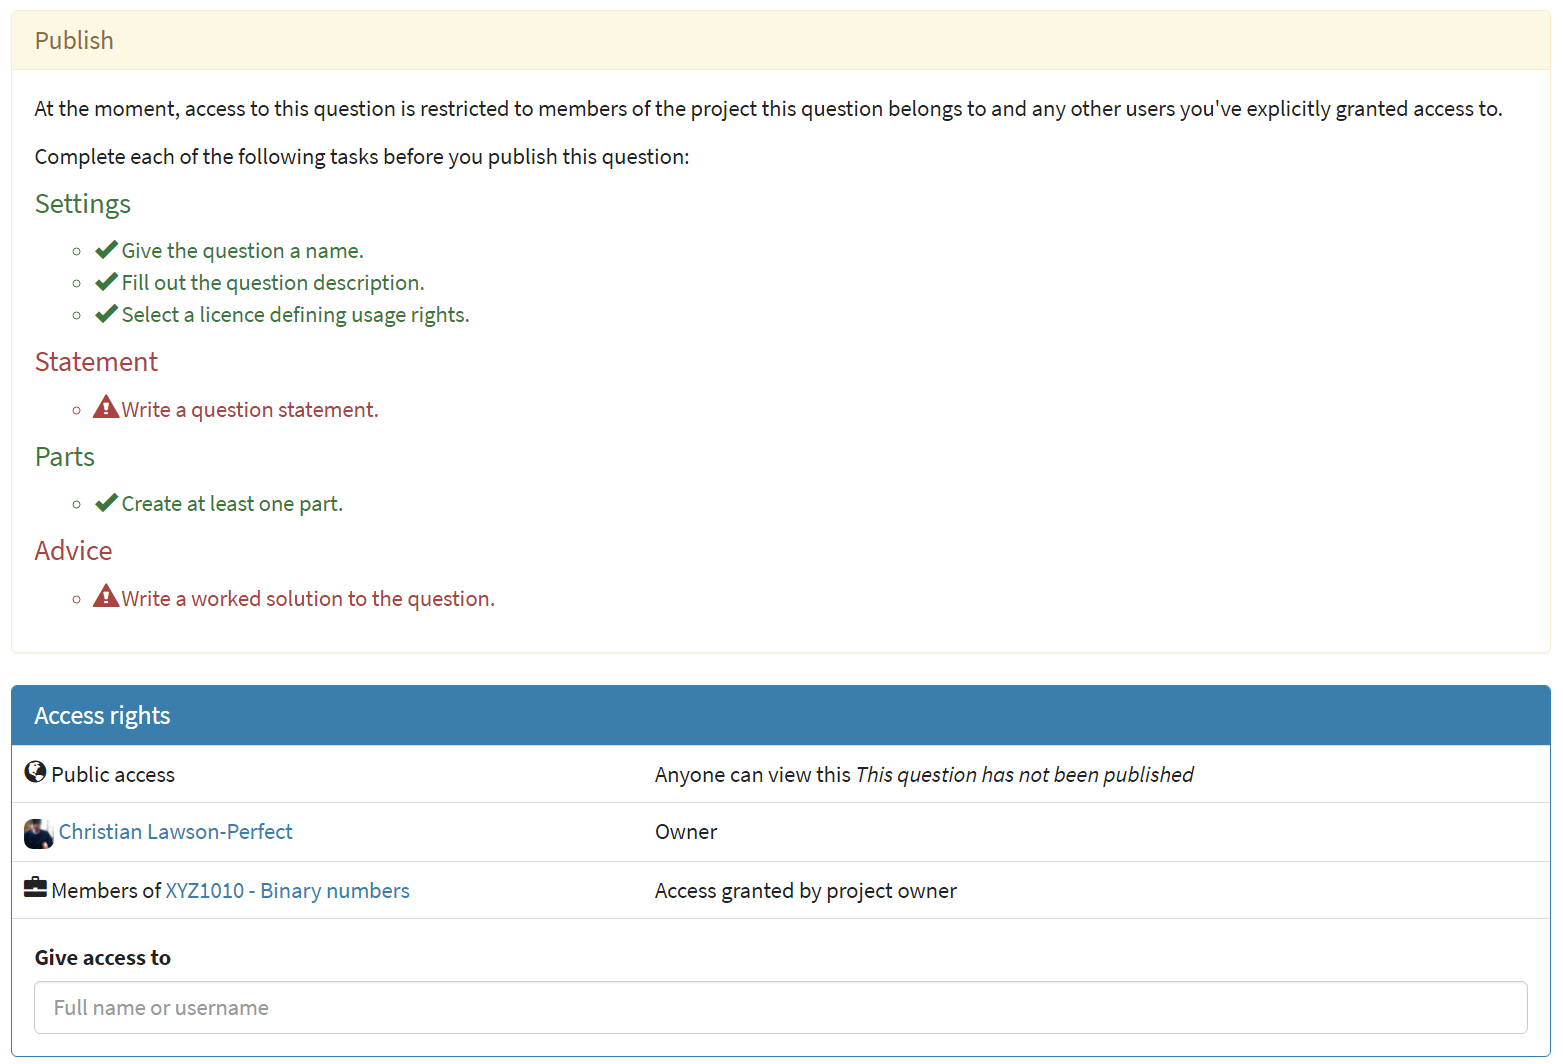 Publish
At the moment, access to this question is restricted to members of the project this question belongs to and any other users you've explicitly granted access to.
Complete each of the following tasks before you publish this question:
Settings
Give the question a name.
Fill out the question description.
Select a licence defining usage rights.
Statement
Write a question statement.
Parts
Create at least one part.
Advice
Write a worked solution to the question.
Access rights
Public access Anyone can view this This question has not been published
Christian Lawson-Perfect Owner
Members of XYZ1010 - Binary numbers Access granted by project owner
Give access to
Full name or username